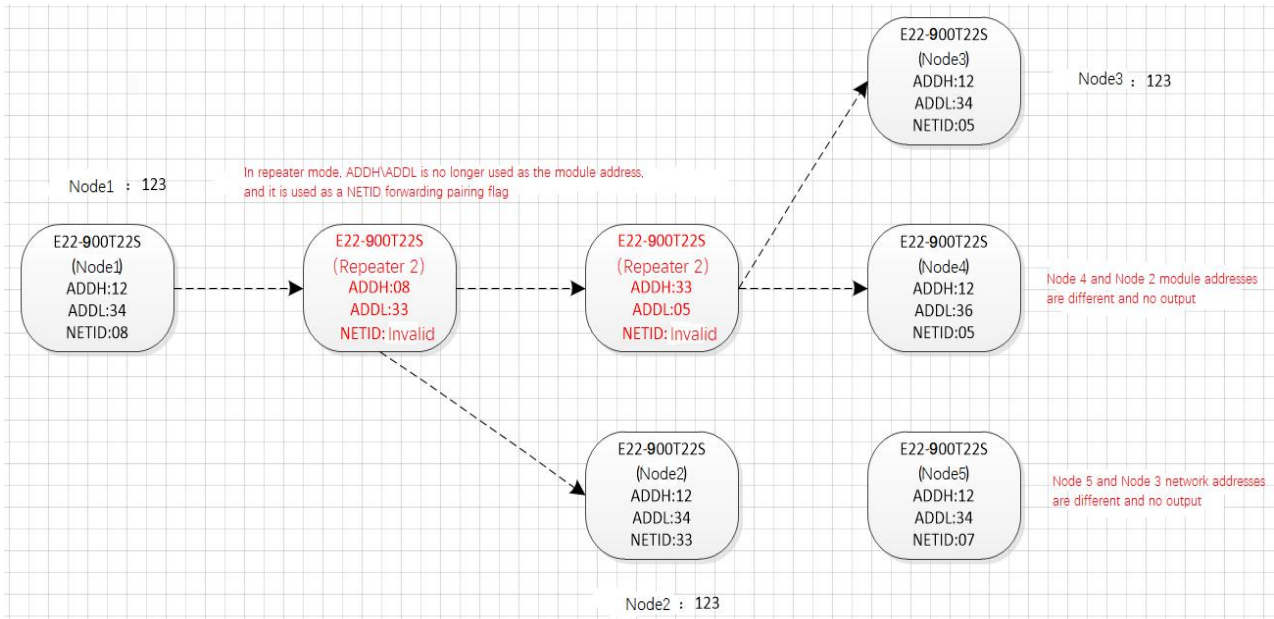 E22-900T22S
(Node3)
ADDH:12
ADDL:34
NETID:05
Node3 : 123
In repeater mode, ADDH\ADDL is no longer used as the module address,
and it is used as a NETID forwarding pairing flag
Node1 : 123
E22-900T22S
(Node1)
ADDH:12
ADDL:34
NETID:08
E22-900T22S
(Repeater 2)
ADDH:08
ADDL:33
NETID: Invalid
E22-900T22S
(Repeater 2)
ADDH:33
ADDL:05
NETID: Invalid
E22-900T22S
(Node4)
ADDH:12
ADDL:36
NETID:05
Node 4 and Node 2 module addresses
are different and no output
E22-900T22S
(Node2)
ADDH:12
ADDL:34
NETID:33
E22-900T22S
(Node5)
ADDH:12
ADDL:34
NETID:07
Node 5 and Node 3 network addresses
are different and no output
Node2 : 123